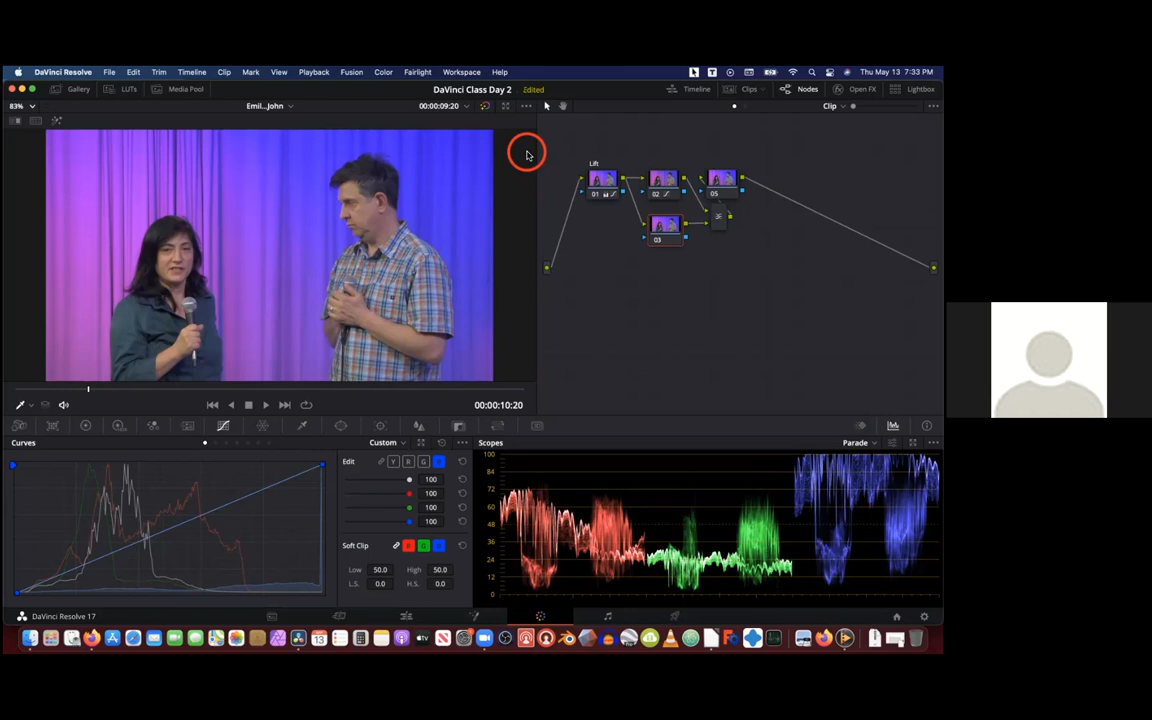 DaVinci Resolve File Edit Trim Timeline Clip Mark View Playback Fusion Color Fairlight Workspace Help Thu May 13 7:33 PM
Gallery LUTs Media Pool DaVinci Class Day 2 Edited Timeline Clips Nodes Open FX Lightbox
83% Emil...John 00:00:09:20 Clip
Lift
01 02 05
03
00:00:10:20
Curves Custom Scopes Parade
Edit Y R G
100
100
100
100
Soft Clip R G
Low 50.0 High 50.0
L.S. 0.0 H.S. 0.0
100
84
72
60
48
36
24
12
0
DaVinci Resolve 17